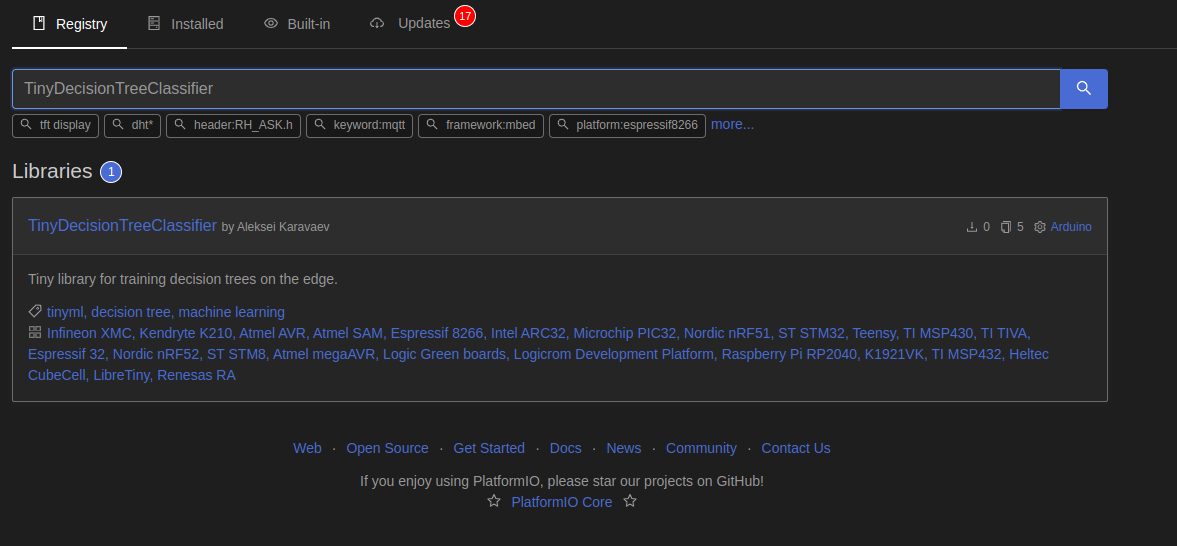 Registry Installed Built-in Updates 17
TinyDecisionTreeClassifier
tft display dht* header:RH_ASK.h keyword:mqtt framework:mbed platform:espressif8266 more...
Libraries 1
TinyDecisionTreeClassifier by Aleksei Karavaev 0 5 Arduino
Tiny library for training decision trees on the edge.
tinyml, decision tree, machine learning
Infineon XMC, Kendryte K210, Atmel AVR, Atmel SAM, Espressif 8266, Intel ARC32, Microchip PIC32, Nordic nRF51, ST STM32, Teensy, TI MSP430, TI TIVA,
Espressif 32, Nordic nRF52, ST STM8, Atmel megaAVR, Logic Green boards, Logicrom Development Platform, Raspberry Pi RP2040, K1921VK, TI MSP432, Heltec
CubeCell, LibreTiny, Renesas RA
Web · Open Source · Get Started · Docs · News · Community · Contact Us
If you enjoy using PlatformIO, please star our projects on GitHub!
PlatformIO Core